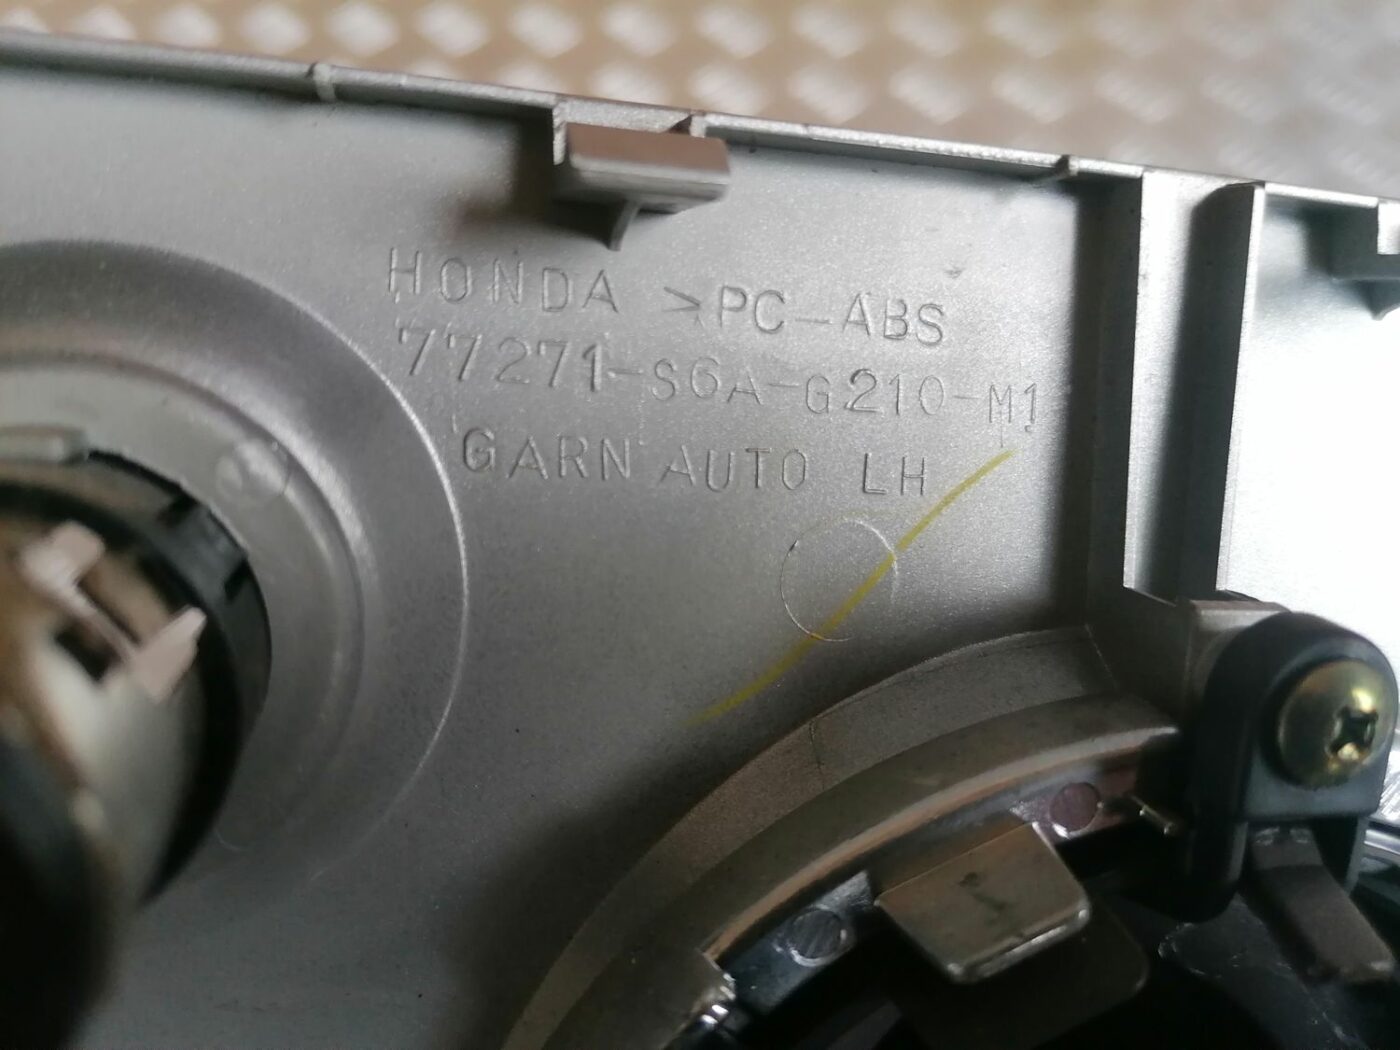 HONDA >PC-ABS
77271-S6A-G210-M1
GARN AUTO LH